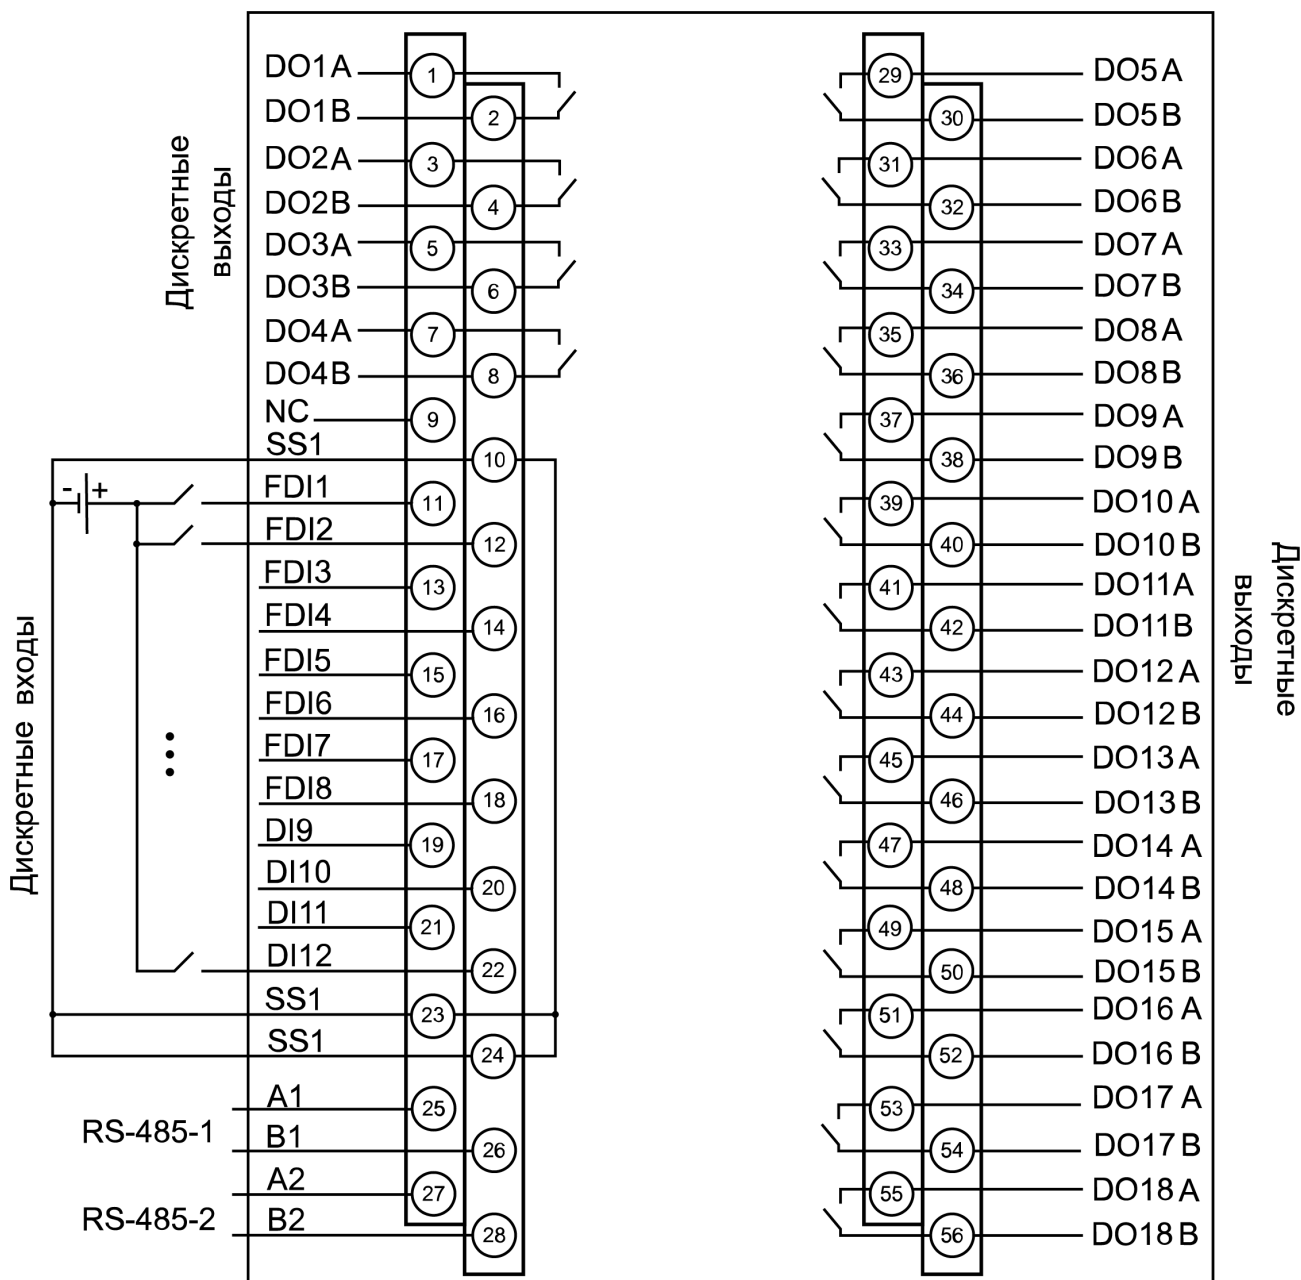 Дискретные
выходы
DO1A 1
DO1B 2
DO2A 3
DO2B 4
DO3A 5
DO3B 6
DO4A 7
DO4B 8
NC 9
SS1 10
- +
FDI1 11
FDI2 12
FDI3 13
FDI4 14
FDI5 15
FDI6 16
FDI7 17
FDI8 18
DI9 19
DI10 20
DI11 21
DI12 22
SS1 23
SS1 24
Дискретные входы
RS-485-1
A1 25
B1 26
RS-485-2
A2 27
B2 28
29 DO5A
30 DO5B
31 DO6A
32 DO6B
33 DO7A
34 DO7B
35 DO8A
36 DO8B
37 DO9A
38 DO9B
39 DO10A
40 DO10B
41 DO11A
42 DO11B
43 DO12A
44 DO12B
45 DO13A
46 DO13B
47 DO14A
48 DO14B
49 DO15A
50 DO15B
51 DO16A
52 DO16B
53 DO17A
54 DO17B
55 DO18A
56 DO18B
Дискретные
выходы